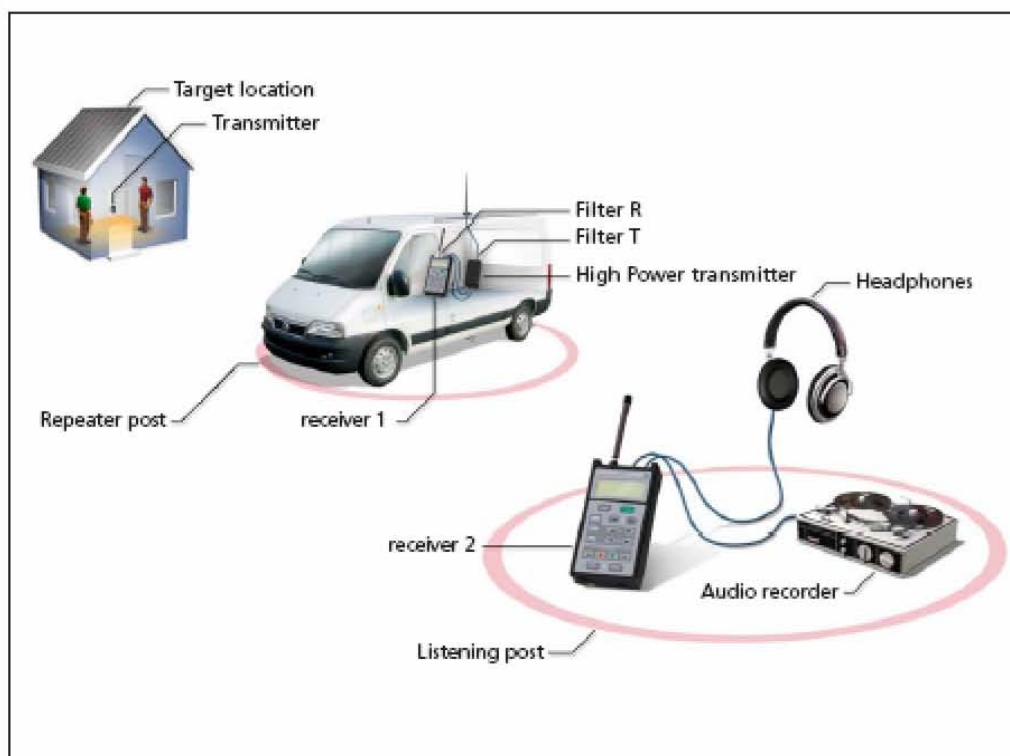 Target location
Transmitter
Filter R
Filter T
High Power transmitter
Headphones
Repeater post
receiver 1
receiver 2
Audio recorder
Listening post